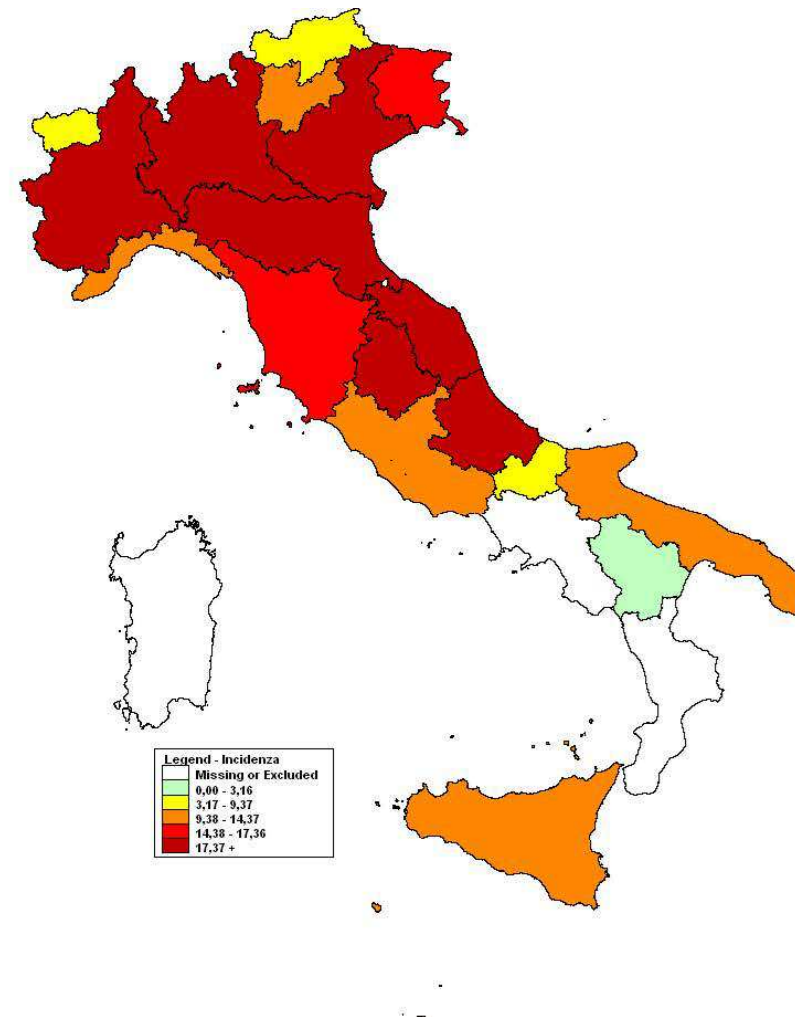 Legend - Incidenza
Missing or Excluded
0,00 - 3,16
3,17 - 9,37
9,38 - 14,37
14,38 - 17,36
17,37 +